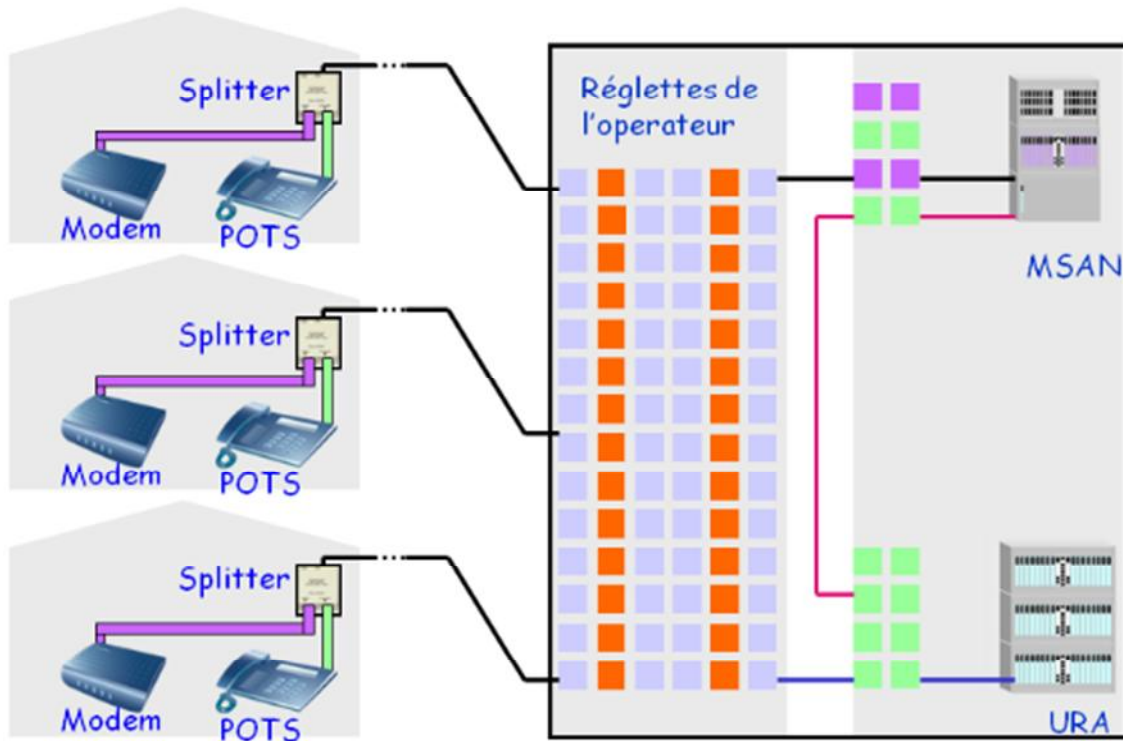 Splitter
Modem
POTS
Splitter
Modem
POTS
Splitter
Modem
POTS
Réglettes de
l'operateur
MSAN
URA